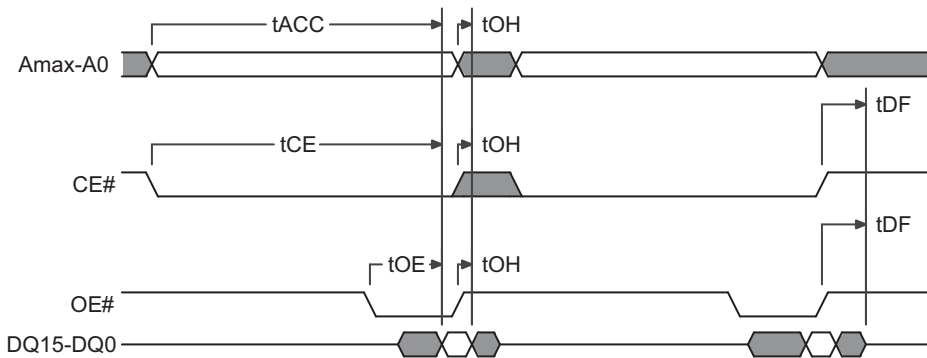 tACC tOH
Amax-A0
tDF
tCE tOH
CE#
tDF
tOE tOH
OE#
DQ15-DQ0